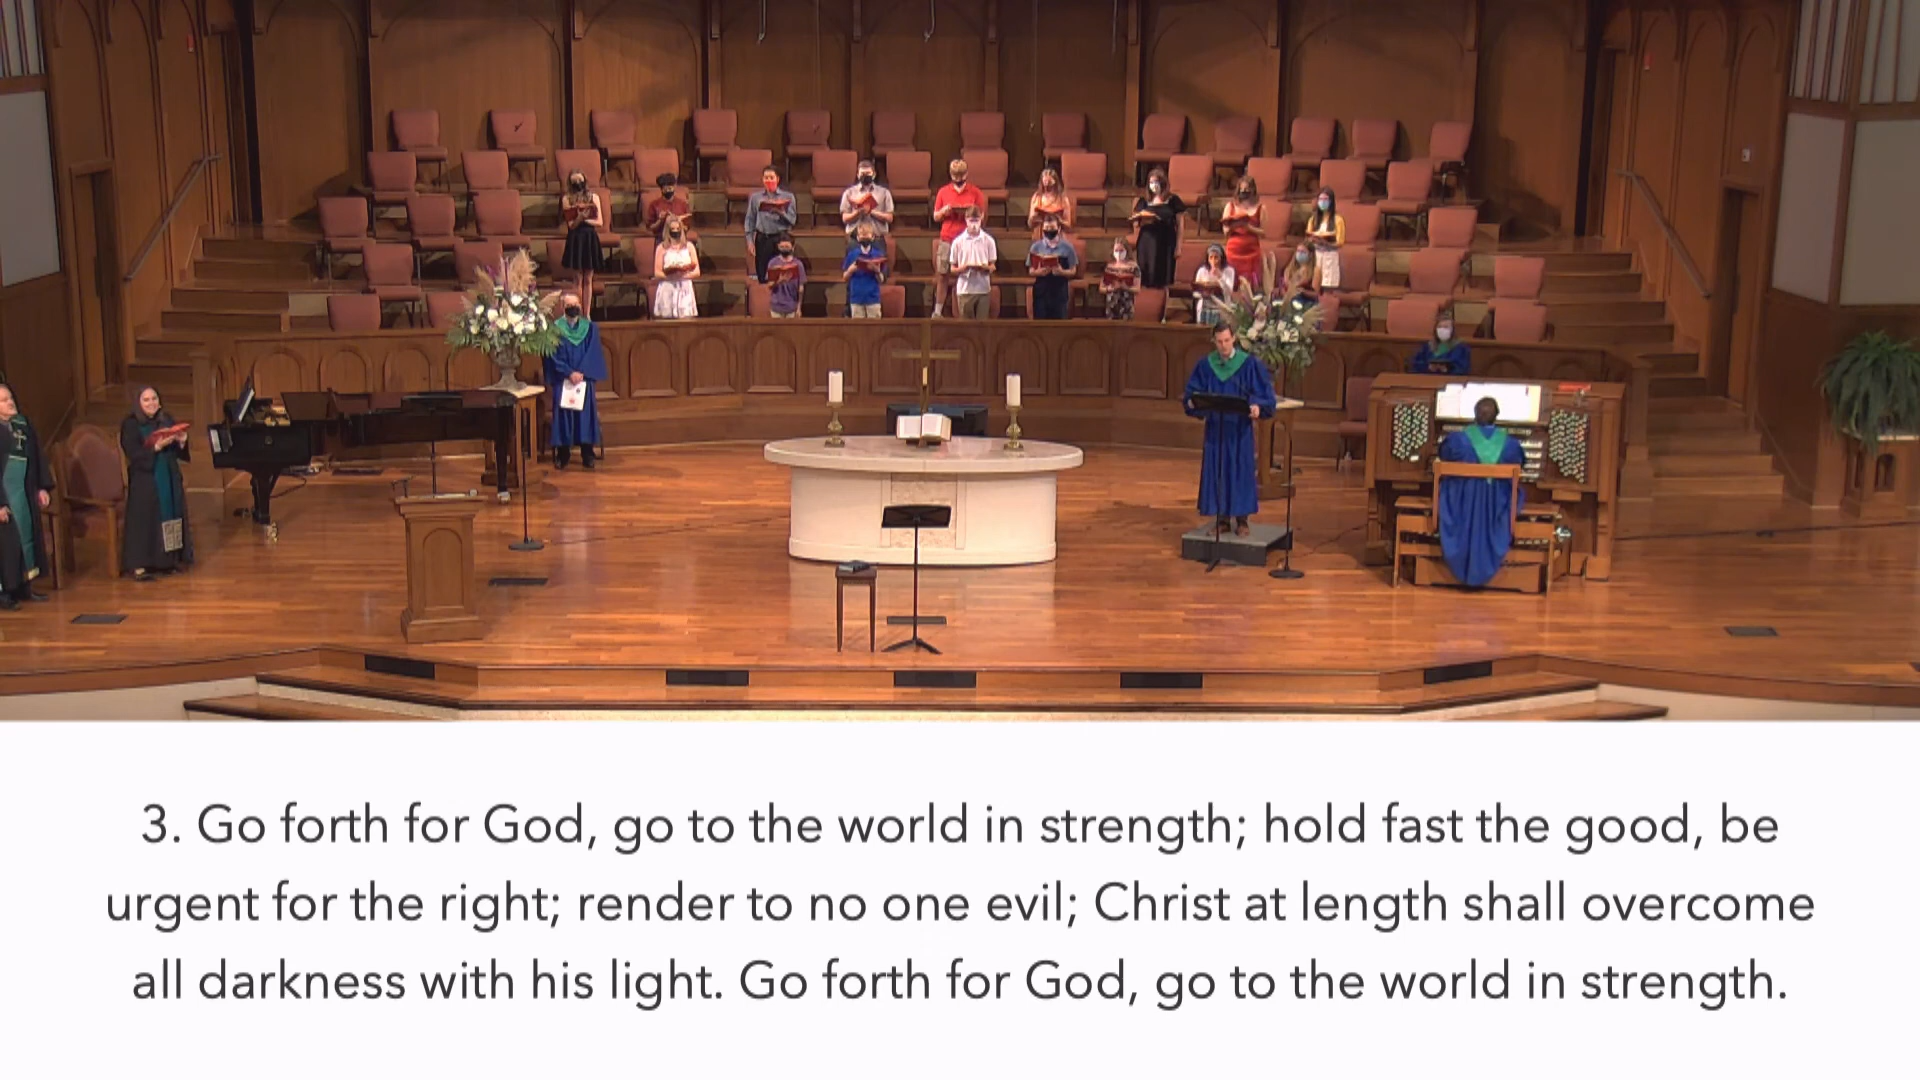 3. Go forth for God, go to the world in strength; hold fast the good, be
urgent for the right; render to no one evil; Christ at length shall overcome
all darkness with his light. Go forth for God, go to the world in strength.